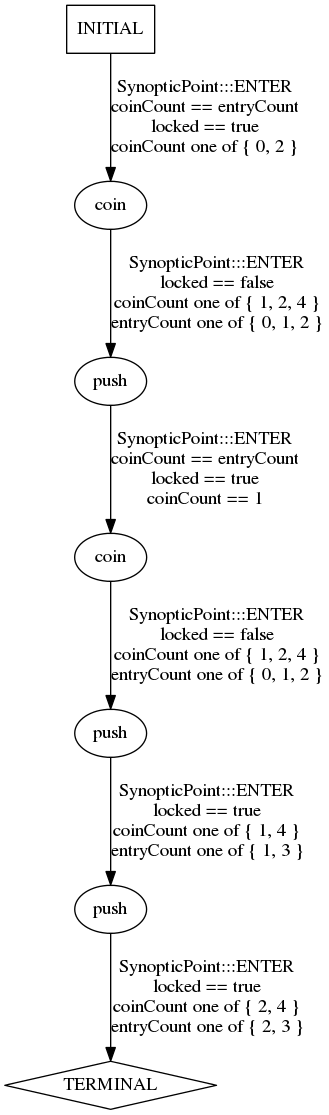 INITIAL
SynopticPoint:::ENTER
coinCount == entryCount
locked == true
coinCount one of { 0, 2 }
coin
SynopticPoint:::ENTER
locked == false
coinCount one of { 1, 2, 4 }
entryCount one of { 0, 1, 2 }
push
SynopticPoint:::ENTER
coinCount == entryCount
locked == true
coinCount == 1
coin
SynopticPoint:::ENTER
locked == false
coinCount one of { 1, 2, 4 }
entryCount one of { 0, 1, 2 }
push
SynopticPoint:::ENTER
locked == true
coinCount one of { 1, 4 }
entryCount one of { 1, 3 }
push
SynopticPoint:::ENTER
locked == true
coinCount one of { 2, 4 }
entryCount one of { 2, 3 }
TERMINAL